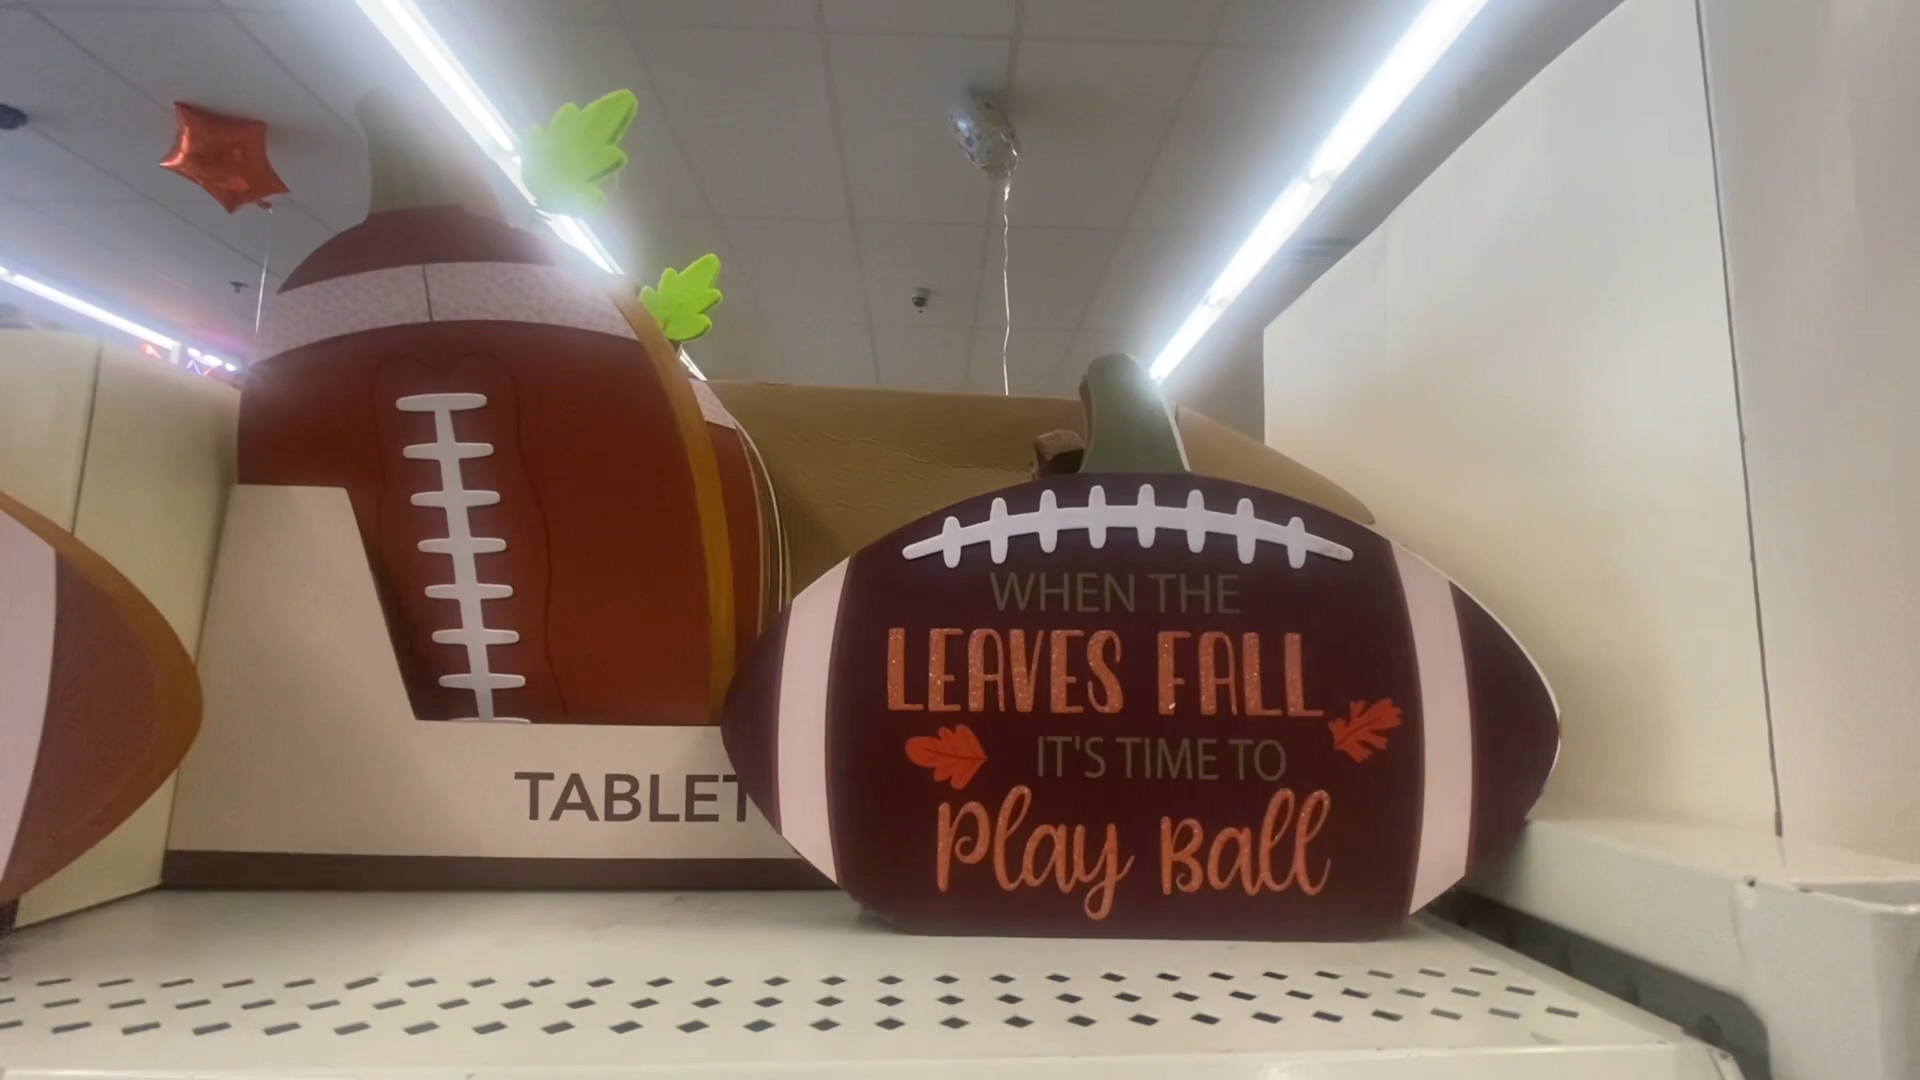 WHEN THE
LEAVES FALL
IT'S TIME TO
Play Ball
TABLET